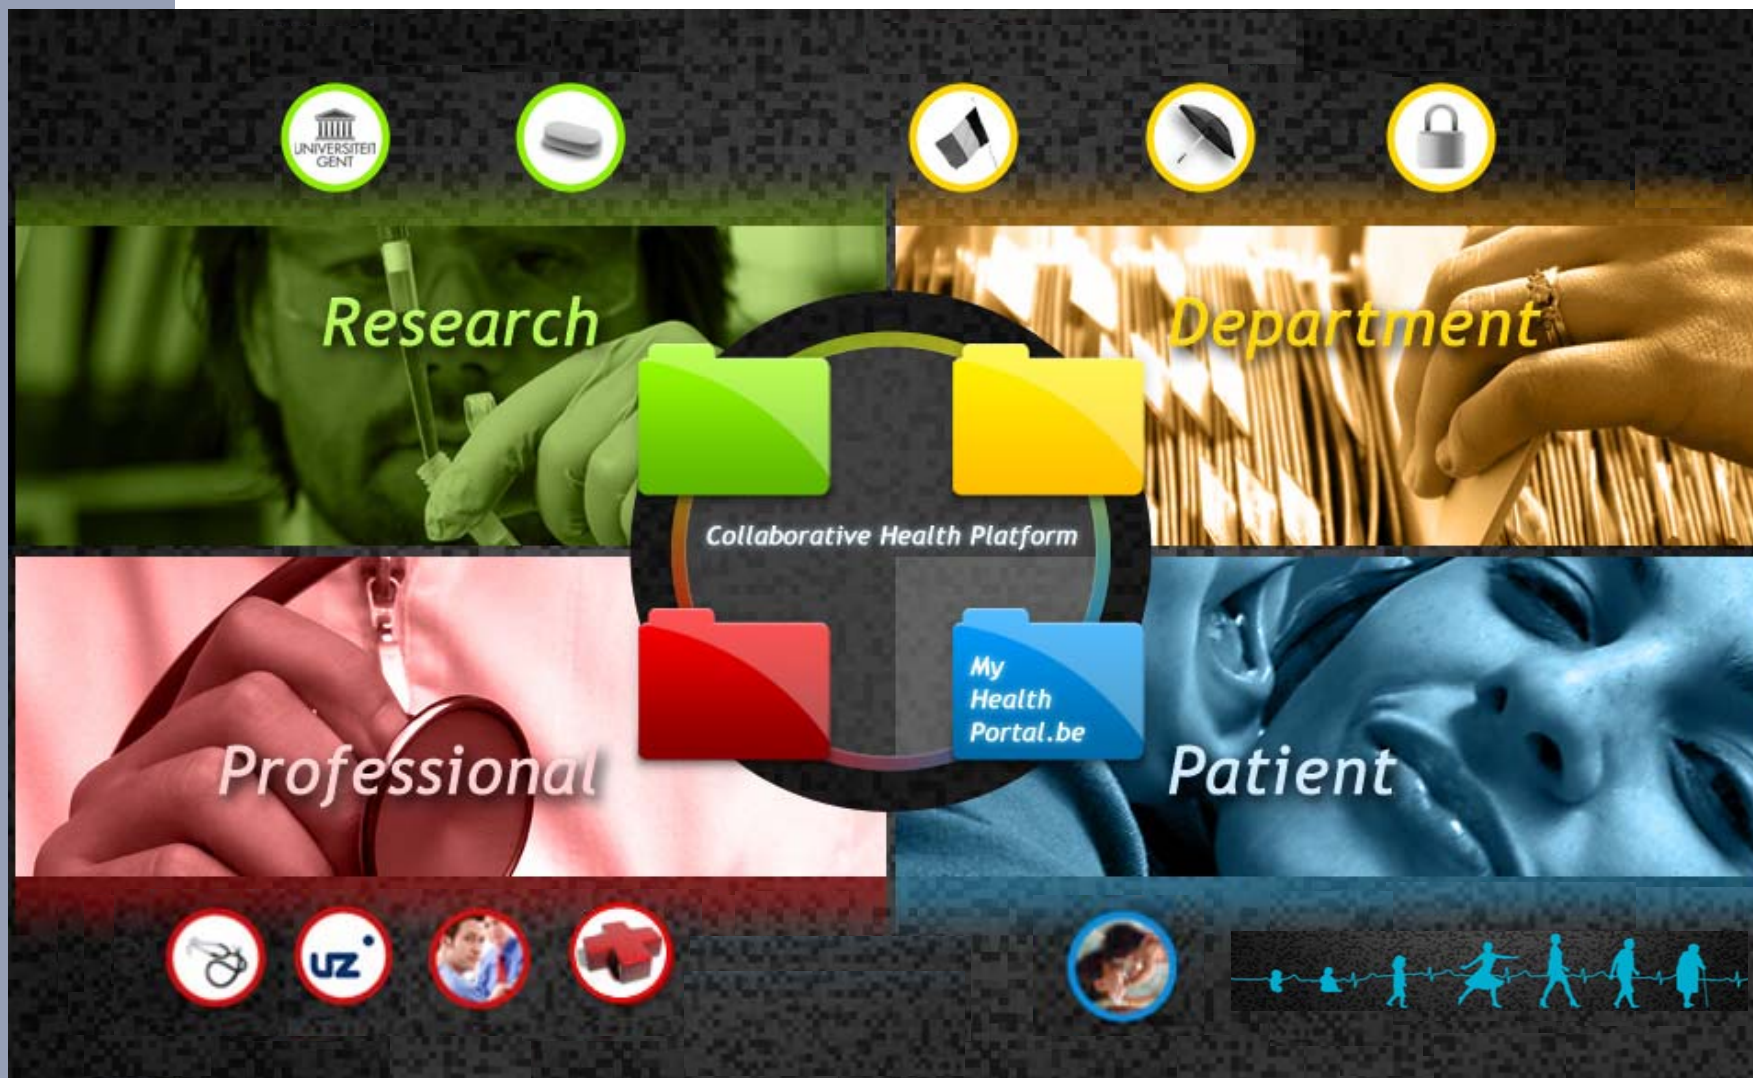 UNIVERSITEIT
GENT
Research
Department
Collaborative Health Platform
My
Health
Portal.be
Professional
Patient
UZ